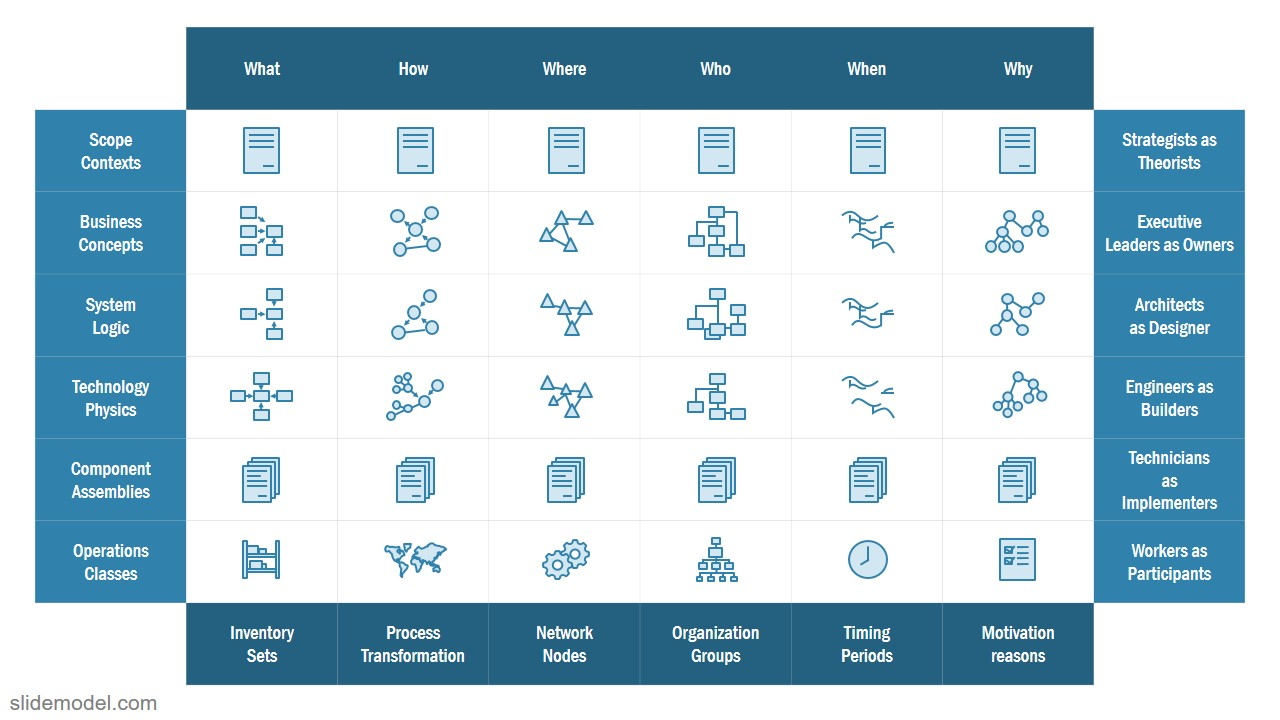 What How Where Who When Why
Scope
Contexts
Strategists as
Theorists
Business
Concepts
Executive
Leaders as Owners
System
Logic
Architects
as Designer
Technology
Physics
Engineers as
Builders
Component
Assemblies
Technicians
as
Implementers
Operations
Classes
Workers as
Participants
Inventory
Sets
Process
Transformation
Network
Nodes
Organization
Groups
Timing
Periods
Motivation
reasons
slidemodel.com